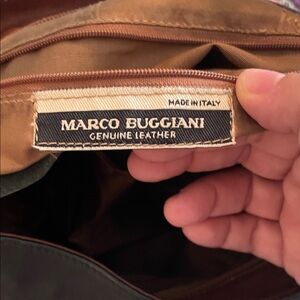 MADE IN ITALY
MARCO BUGGIANI
GENUINE LEATHER